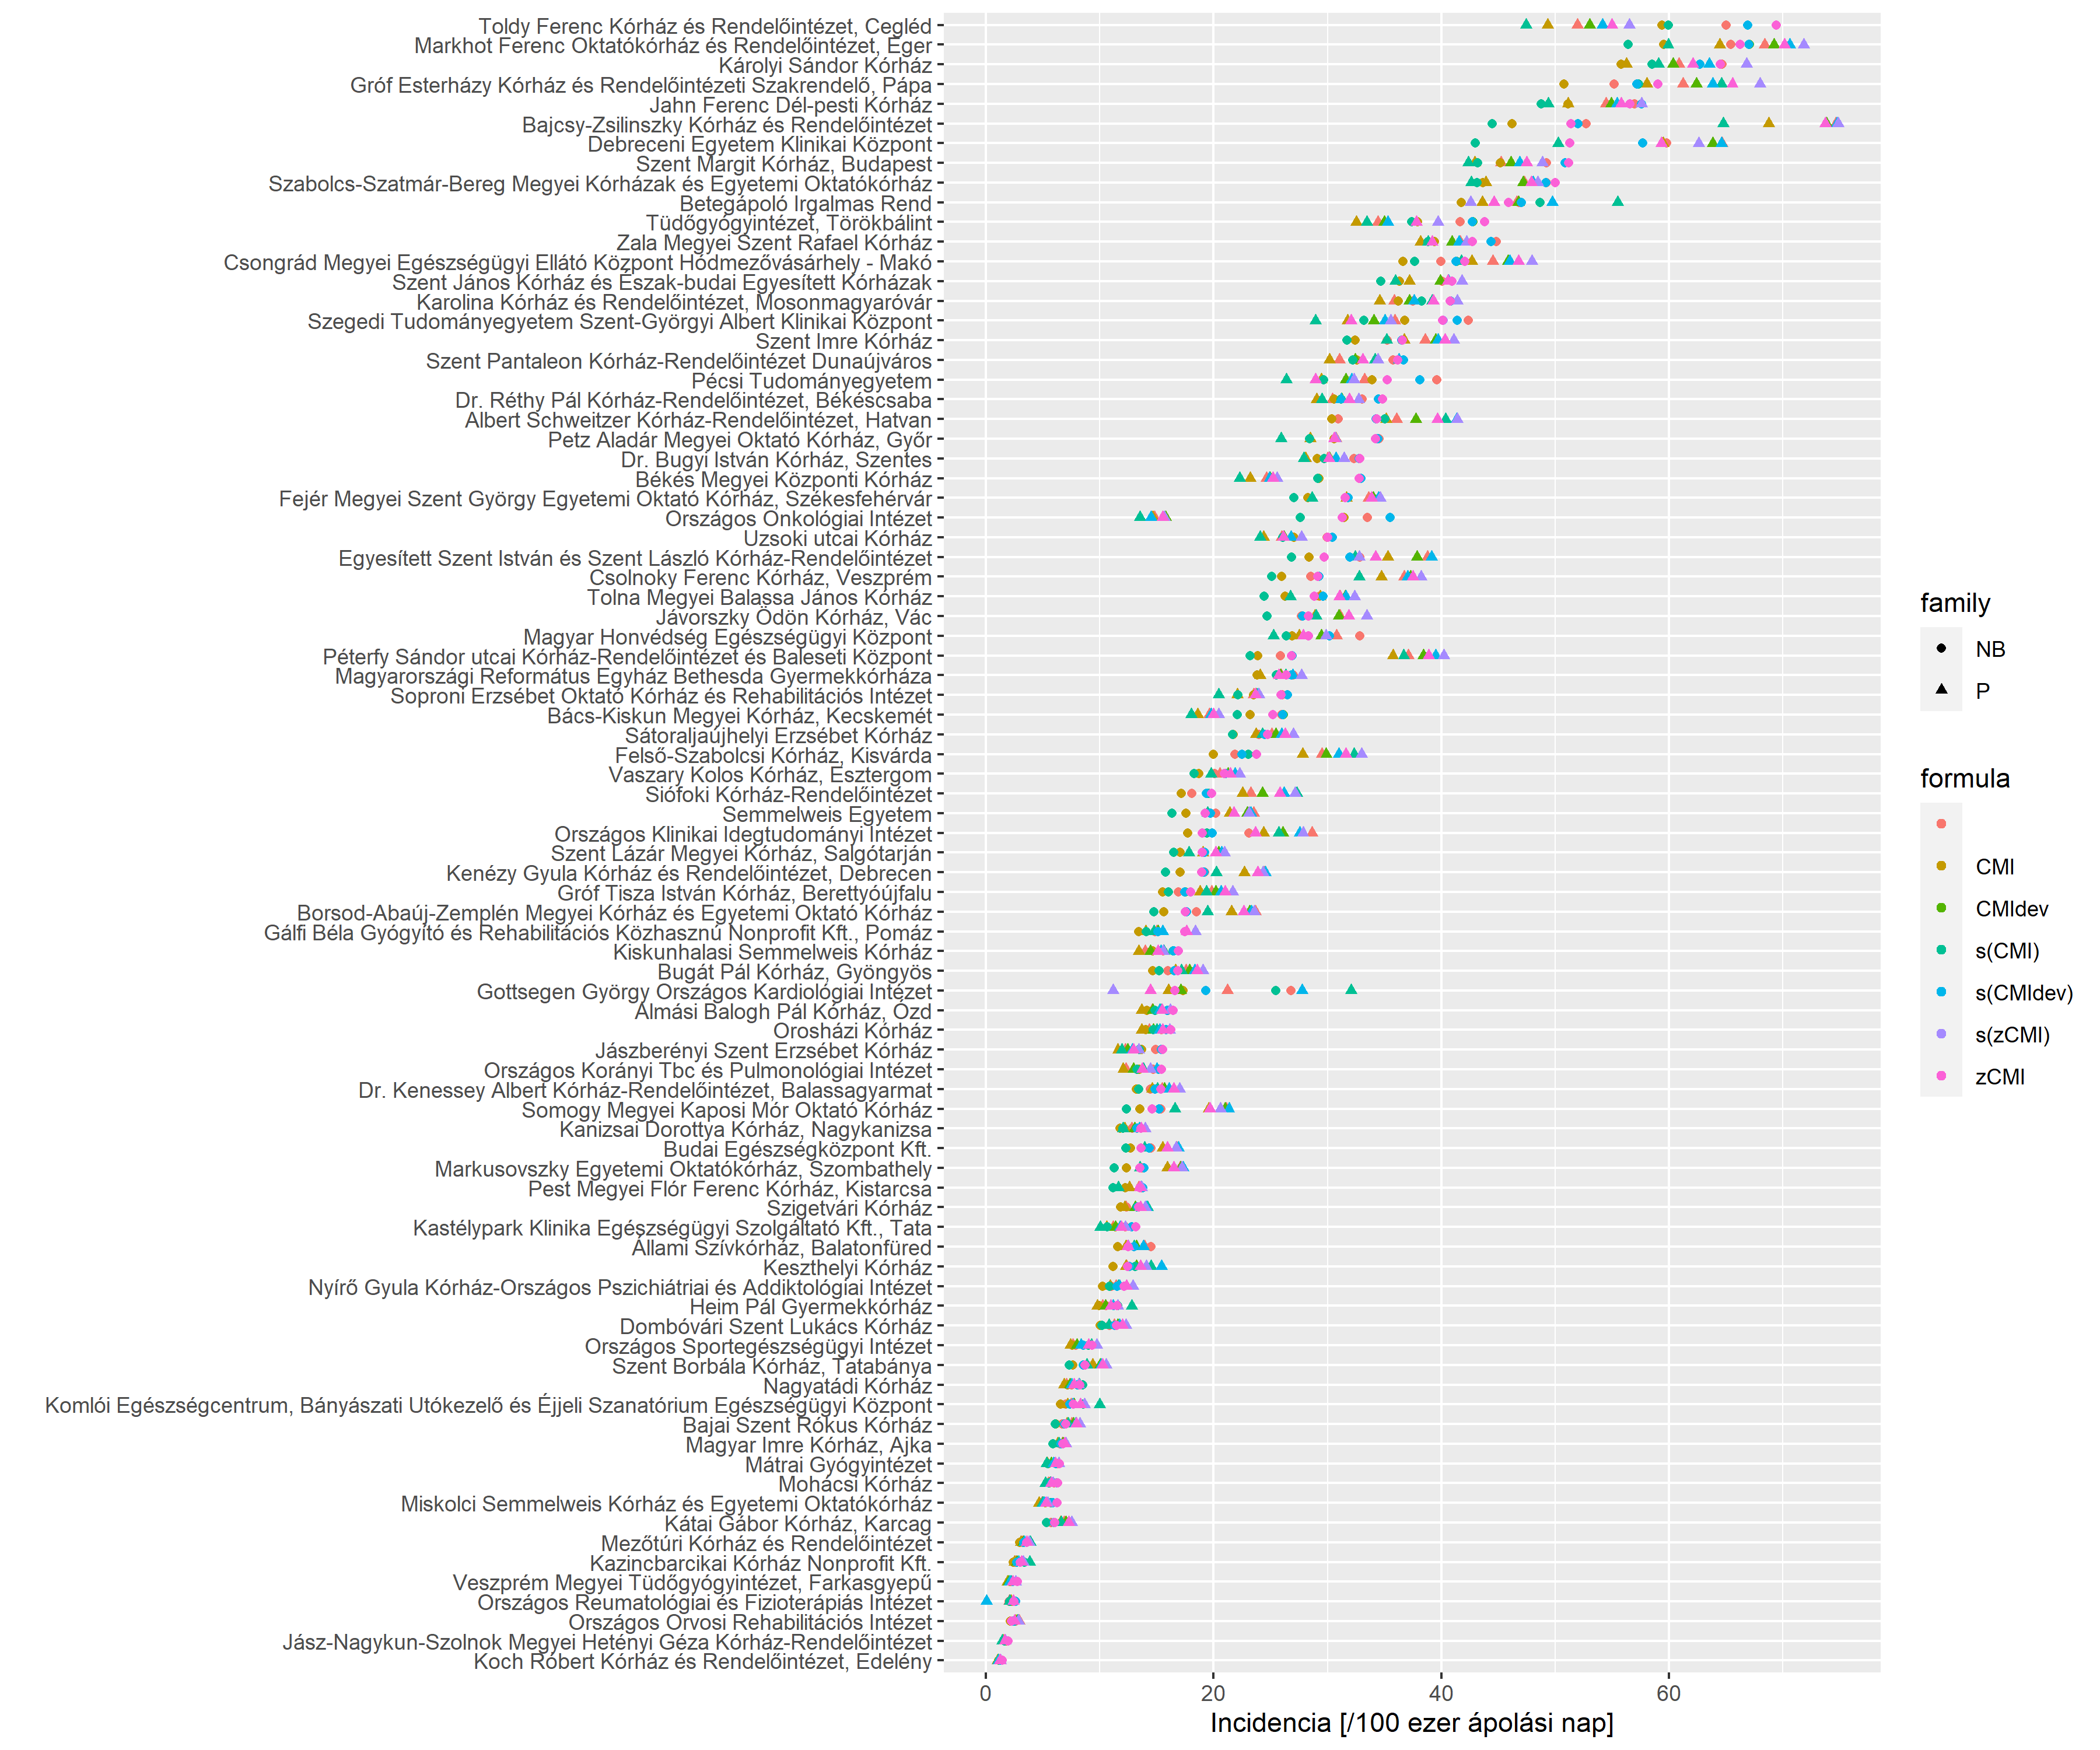 Toldy Ferenc Kórház és Rendelőintézet, Cegléd
Markhot Ferenc Oktatókórház és Rendelőintézet, Eger
Károlyi Sándor Kórház
Gróf Esterházy Kórház és Rendelőintézeti Szakrendelő, Pápa
Jahn Ferenc Dél-pesti Kórház
Bajcsy-Zsilinszky Kórház és Rendelőintézet
Debreceni Egyetem Klinikai Központ
Szent Margit Kórház, Budapest
Szabolcs-Szatmár-Bereg Megyei Kórházak és Egyetemi Oktatókórház
Betegápoló Irgalmas Rend
Tüdőgyógyintézet, Törökbálint
Zala Megyei Szent Rafael Kórház
Csongrád Megyei Egészségügyi Ellátó Központ Hódmezővásárhely - Makó
Szent János Kórház és Észak-budai Egyesített Kórházak
Karolina Kórház és Rendelőintézet, Mosonmagyaróvár
Szegedi Tudományegyetem Szent-Györgyi Albert Klinikai Központ
Szent Imre Kórház
Szent Pantaleon Kórház-Rendelőintézet Dunaújváros
Pécsi Tudományegyetem
Dr. Réthy Pál Kórház-Rendelőintézet, Békéscsaba
Albert Schweitzer Kórház-Rendelőintézet, Hatvan
Petz Aladár Megyei Oktató Kórház, Győr
Dr. Bugyi István Kórház, Szentes
Békés Megyei Központi Kórház
Fejér Megyei Szent György Egyetemi Oktató Kórház, Székesfehérvár
Országos Onkológiai Intézet
Uzsoki utcai Kórház
Egyesített Szent István és Szent László Kórház-Rendelőintézet
Csolnoky Ferenc Kórház, Veszprém
Tolna Megyei Balassa János Kórház
Jávorszky Ödön Kórház, Vác
Magyar Honvédség Egészségügyi Központ
Péterfy Sándor utcai Kórház-Rendelőintézet és Baleseti Központ
Magyarországi Református Egyház Bethesda Gyermekkórháza
Soproni Erzsébet Oktató Kórház és Rehabilitációs Intézet
Bács-Kiskun Megyei Kórház, Kecskemét
Sátoraljaújhelyi Erzsébet Kórház
Felső-Szabolcsi Kórház, Kisvárda
Vaszary Kolos Kórház, Esztergom
Siófoki Kórház-Rendelőintézet
Semmelweis Egyetem
Országos Klinikai Idegtudományi Intézet
Szent Lázár Megyei Kórház, Salgótarján
Kenézy Gyula Kórház és Rendelőintézet, Debrecen
Gróf Tisza István Kórház, Berettyóújfalu
Borsod-Abaúj-Zemplén Megyei Kórház és Egyetemi Oktató Kórház
Gálfi Béla Gyógyító és Rehabilitációs Közhasznú Nonprofit Kft., Pomáz
Kiskunhalasi Semmelweis Kórház
Bugát Pál Kórház, Gyöngyös
Gottsegen György Országos Kardiológiai Intézet
Almási Balogh Pál Kórház, Ózd
Orosházi Kórház
Jászberényi Szent Erzsébet Kórház
Országos Korányi Tbc és Pulmonológiai Intézet
Dr. Kenessey Albert Kórház-Rendelőintézet, Balassagyarmat
Somogy Megyei Kaposi Mór Oktató Kórház
Kanizsai Dorottya Kórház, Nagykanizsa
Budai Egészségközpont Kft.
Markusovszky Egyetemi Oktatókórház, Szombathely
Pest Megyei Flór Ferenc Kórház, Kistarcsa
Szigetvári Kórház
Kastélypark Klinika Egészségügyi Szolgáltató Kft., Tata
Állami Szívkórház, Balatonfüred
Keszthelyi Kórház
Nyírő Gyula Kórház-Országos Pszichiátriai és Addiktológiai Intézet
Heim Pál Gyermekkórház
Dombóvári Szent Lukács Kórház
Országos Sportegészségügyi Intézet
Szent Borbála Kórház, Tatabánya
Nagyatádi Kórház
Komlói Egészségcentrum, Bányászati Utókezelő és Éjjeli Szanatórium Egészségügyi Központ
Bajai Szent Rókus Kórház
Magyar Imre Kórház, Ajka
Mátrai Gyógyintézet
Mohácsi Kórház
Miskolci Semmelweis Kórház és Egyetemi Oktatókórház
Kátai Gábor Kórház, Karcag
Mezőtúri Kórház és Rendelőintézet
Kazincbarcikai Kórház Nonprofit Kft.
Veszprém Megyei Tüdőgyógyintézet, Farkasgyepű
Országos Reumatológiai és Fizioterápiás Intézet
Országos Orvosi Rehabilitációs Intézet
Jász-Nagykun-Szolnok Megyei Hetényi Géza Kórház-Rendelőintézet
Koch Róbert Kórház és Rendelőintézet, Edelény
0 20 40 60
Incidencia [/100 ezer ápolási nap]
family
NB
P
formula
CMI
CMIdev
s(CMI)
s(CMIdev)
s(zCMI)
zCMI